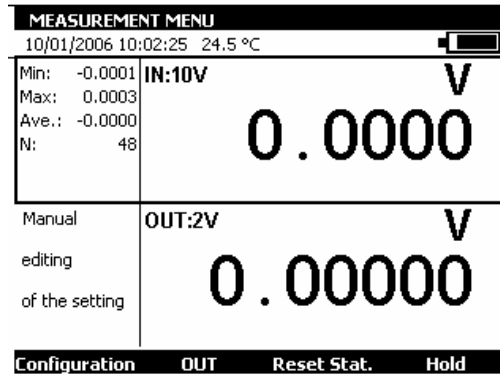 MEASUREMENT MENU
10/01/2006 10:02:25 24.5 °C
Min: -0.0001
Max: 0.0003
Ave.: -0.0000
N: 48
IN:10V
V
0.0000
Manual
editing
of the setting
OUT:2V
V
0.00000
Configuration OUT Reset Stat. Hold